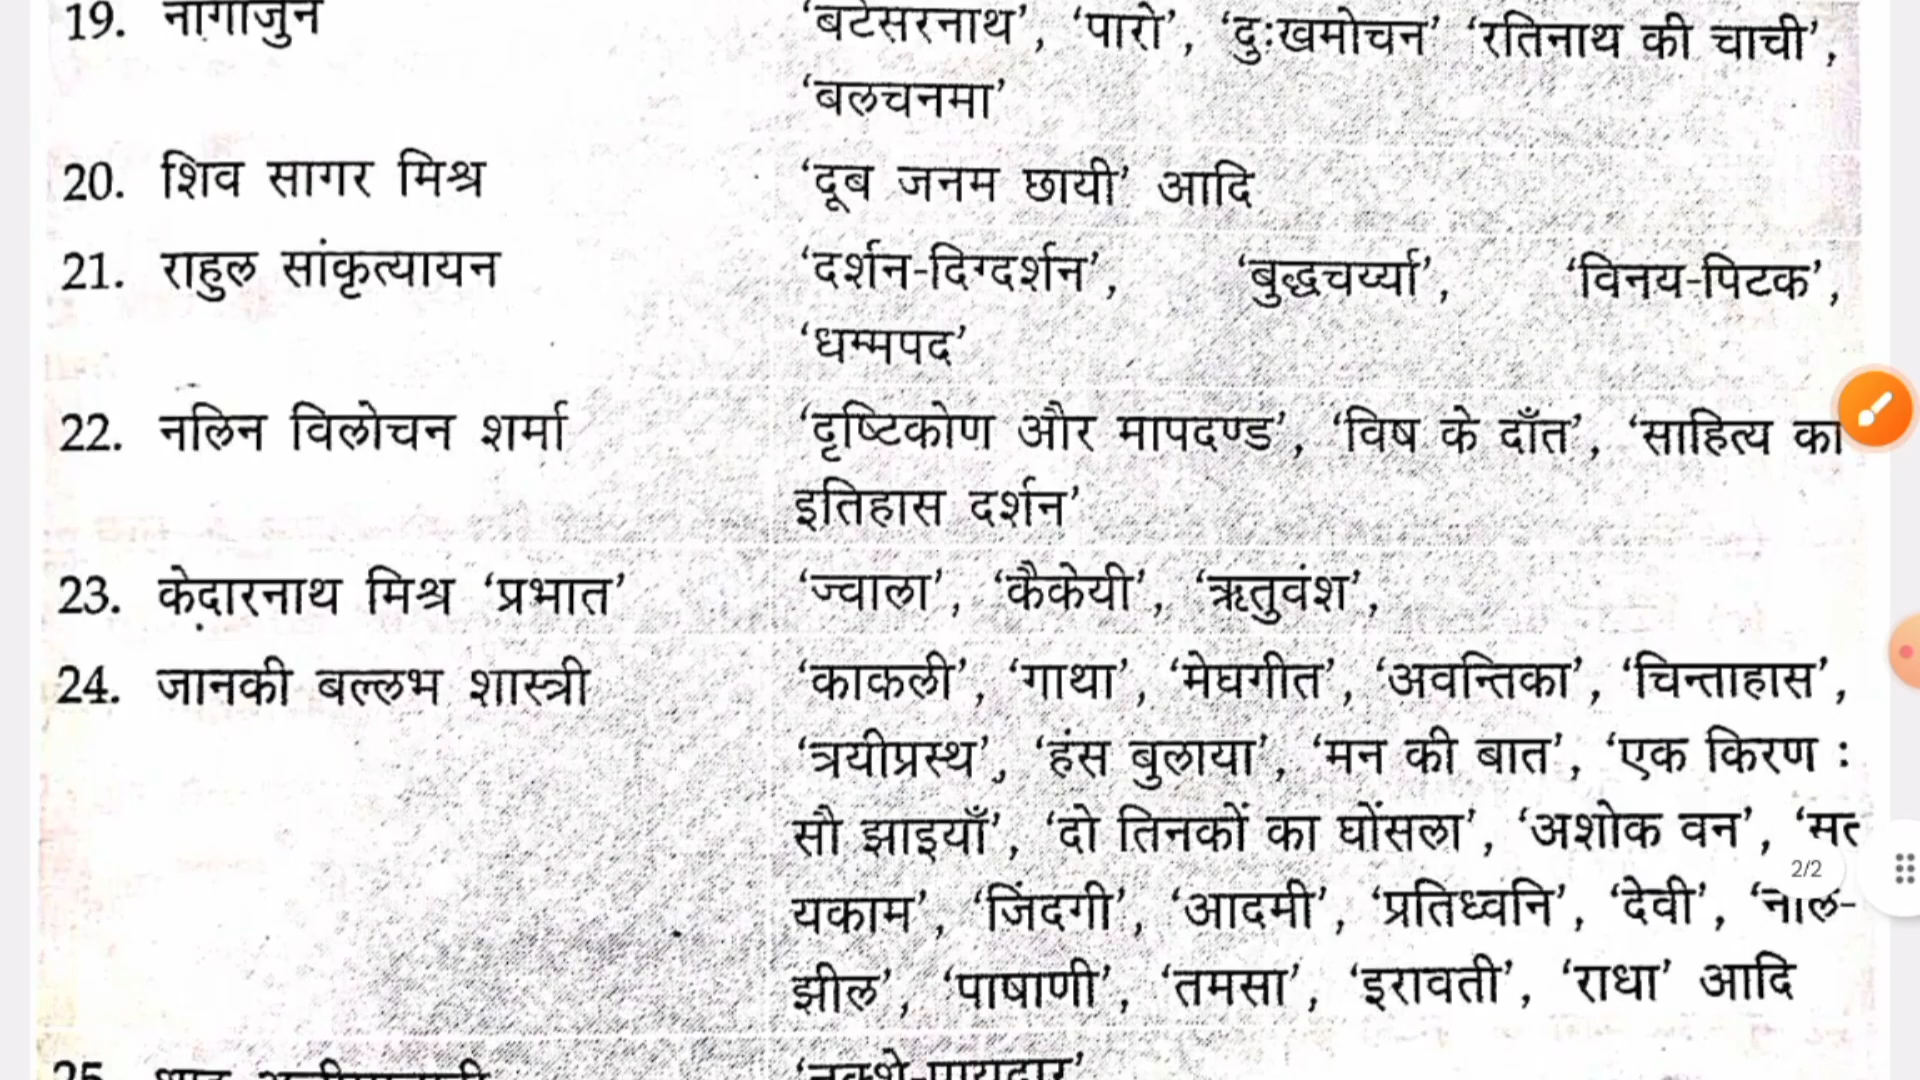 19. नागार्जुन 'बटेसरनाथ', 'पारो', 'दुःखमोचन' 'रतिनाथ की चाची',
'बलचनमा'
20. शिव सागर मिश्र 'दूब जनम छायी' आदि
21. राहुल सांकृत्यायन 'दर्शन-दिग्दर्शन', 'बुद्धचर्य्या', 'विनय-पिटक',
'धम्मपद'
22. नलिन विलोचन शर्मा 'दृष्टिकोण और मापदण्ड', 'विष के दाँत', 'साहित्य का
इतिहास दर्शन'
23. केदारनाथ मिश्र 'प्रभात' 'ज्वाला', 'कैकेयी', 'ऋतुवंश',
24. जानकी बल्लभ शास्त्री 'काकली', 'गाथा', 'मेघगीत', 'अवन्तिका', 'चिन्ताहास',
'त्रयीप्रस्थ', 'हंस बुलाया', 'मन की बात', 'एक किरण :
सौ झाइयाँ', 'दो तिनकों का घोंसला', 'अशोक वन', 'सत्
2/2
यकाम', 'जिंदगी', 'आदमी', 'प्रतिध्वनि', 'देवी', 'नील-
झील', 'पाषाणी', 'तमसा', 'इरावती', 'राधा' आदि
25.